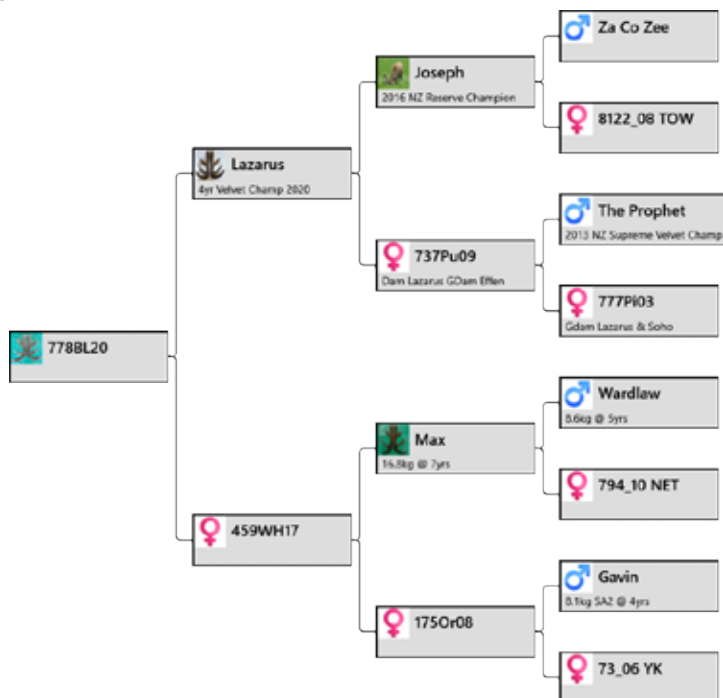 Za Co Zee
Joseph
2016 NZ Reserve Champion
8122_08 TOW
Lazarus
4yr Velvet Champ 2020
The Prophet
2013 NZ Supreme Velvet Champ
737Pu09
Dam Lazarus GDam Effen
777Pi03
Gdam Lazarus & Soho
778BL20
Wardlaw
8.6kg @ 5yrs
Max
16.8kg @ 7yrs
794_10 NET
459WH17
Gavin
8.1kg SA2 @ 4yrs
175Or08
73_06 YK